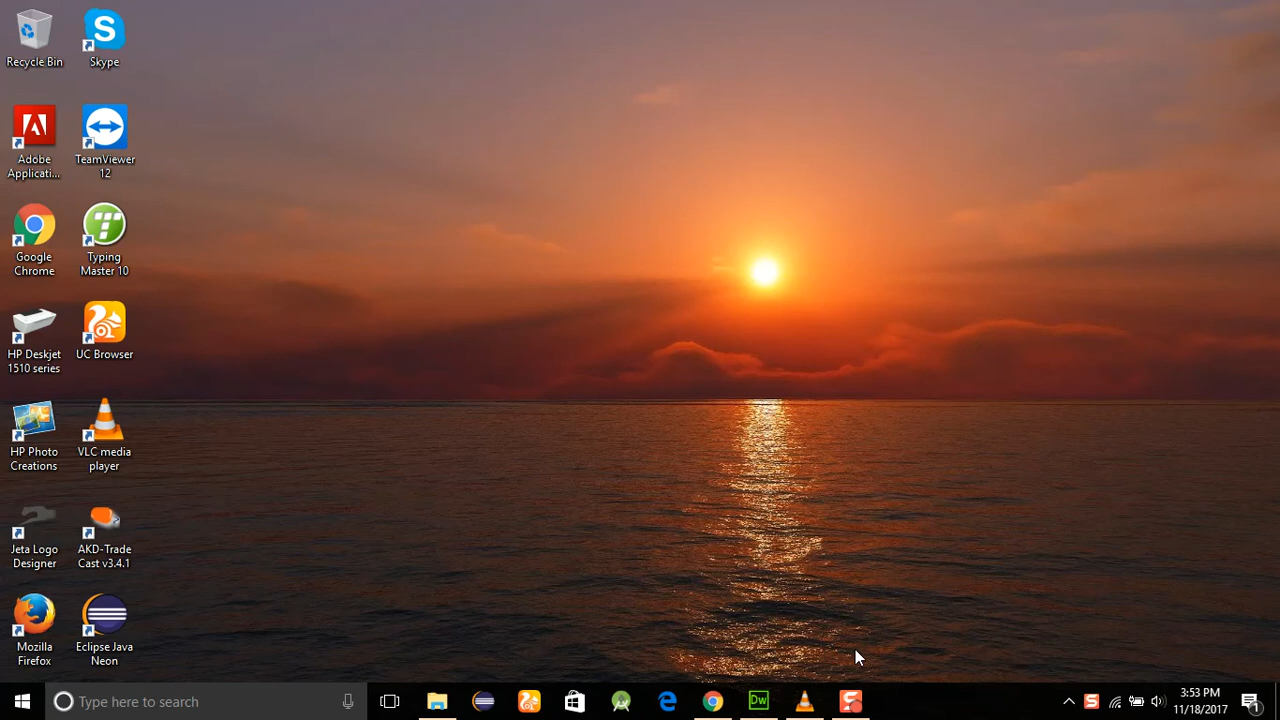 Recycle Bin
Skype
Adobe
Applicati...
TeamViewer
12
Google
Chrome
Typing
Master 10
HP Deskjet
1510 series
UC Browser
HP Photo
Creations
VLC media
player
Jeta Logo
Designer
AKD-Trade
Cast v3.4.1
Mozilla
Firefox
Eclipse Java
Neon
Type here to search
Dw
3:53 PM
11/18/2017
1